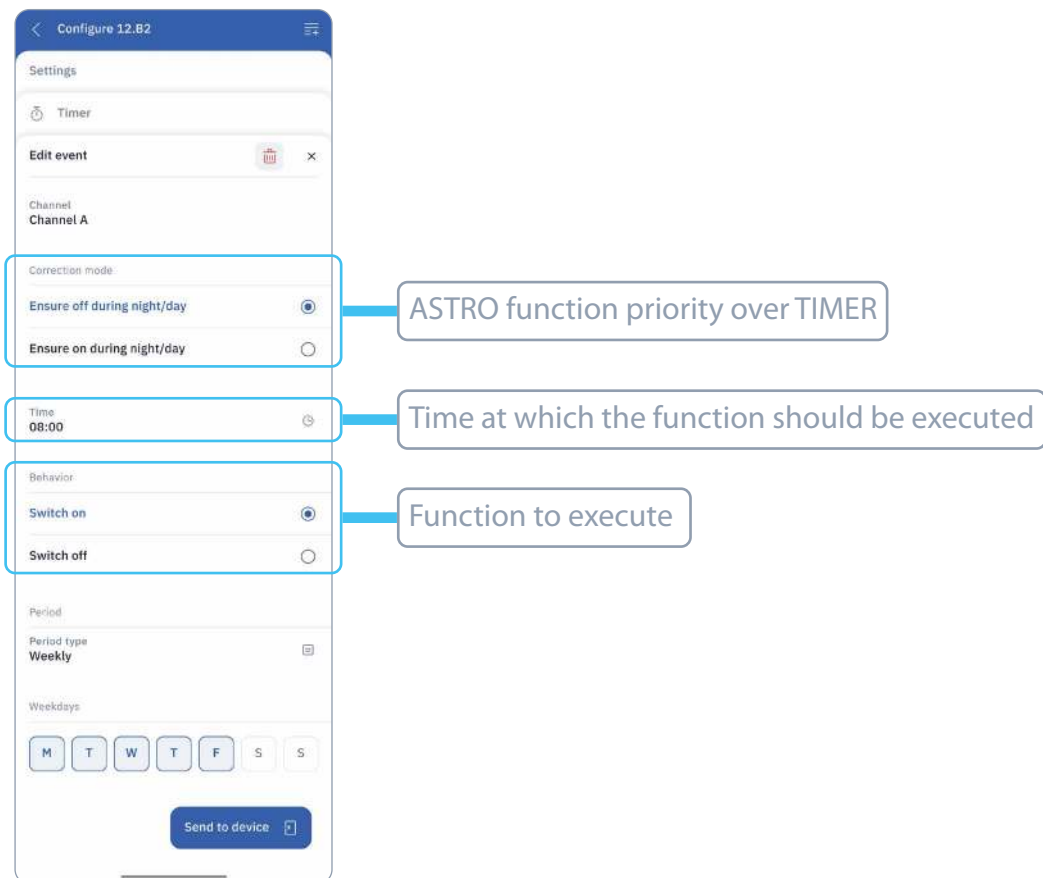 Configure 12.B2
Settings
Timer
Edit event
Channel
Channel A
Correction mode
Ensure off during night/day
ASTRO function priority over TIMER
Ensure on during night/day
Time
08:00
Time at which the function should be executed
Behavior
Switch on
Function to execute
Switch off
Period
Period type
Weekly
Weekdays
M T W T F S S
Send to device